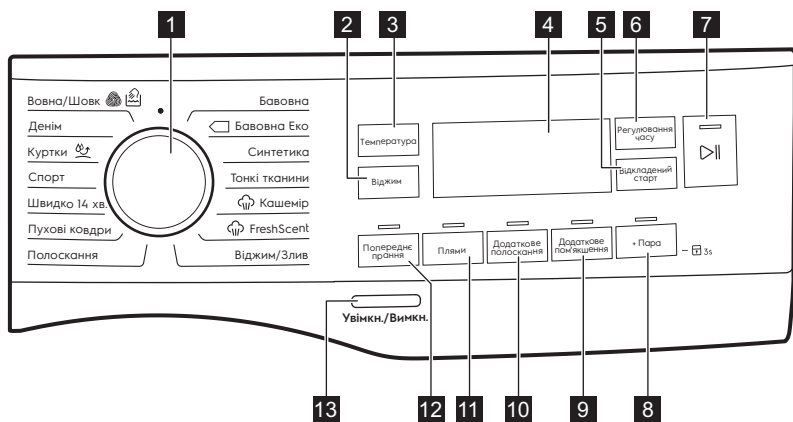 1
2
3
4
5
6
7
Вовна/Шовк
Денім
Куртки
Спорт
Швидко 14 хв.
Пухові ковдри
Полоскання
Бавовна
Бавовна Еко
Синтетика
Тонкі тканини
Кашемір
FreshScent
Віджим/Злив
Температура
Віджим
Регулювання
часу
Відкладений
старт
Попереднє
прання
Плями
Додаткове
полоскання
Додаткове
пом'якшення
+ Пара
– 3s
Увімкн./Вимкн.
13
12
11
10
9
8